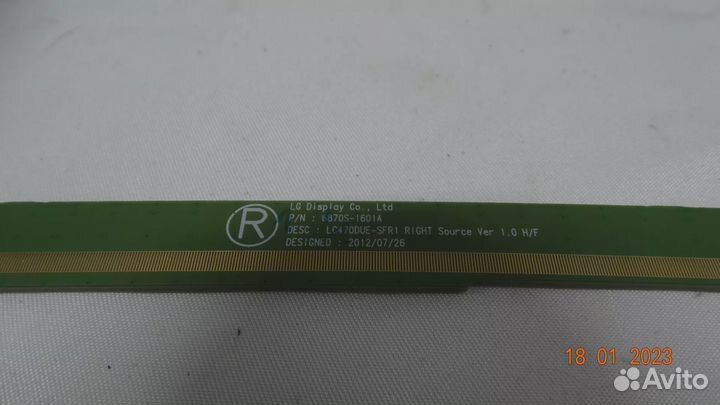 R
LG Display Co., Ltd
P/N : 6870S-1601A
DESC : LC470DUE-SFR1 RIGHT Source Ver 1.0 H/F
DESIGNED : 2012/07/26
18 01 2023
Avito